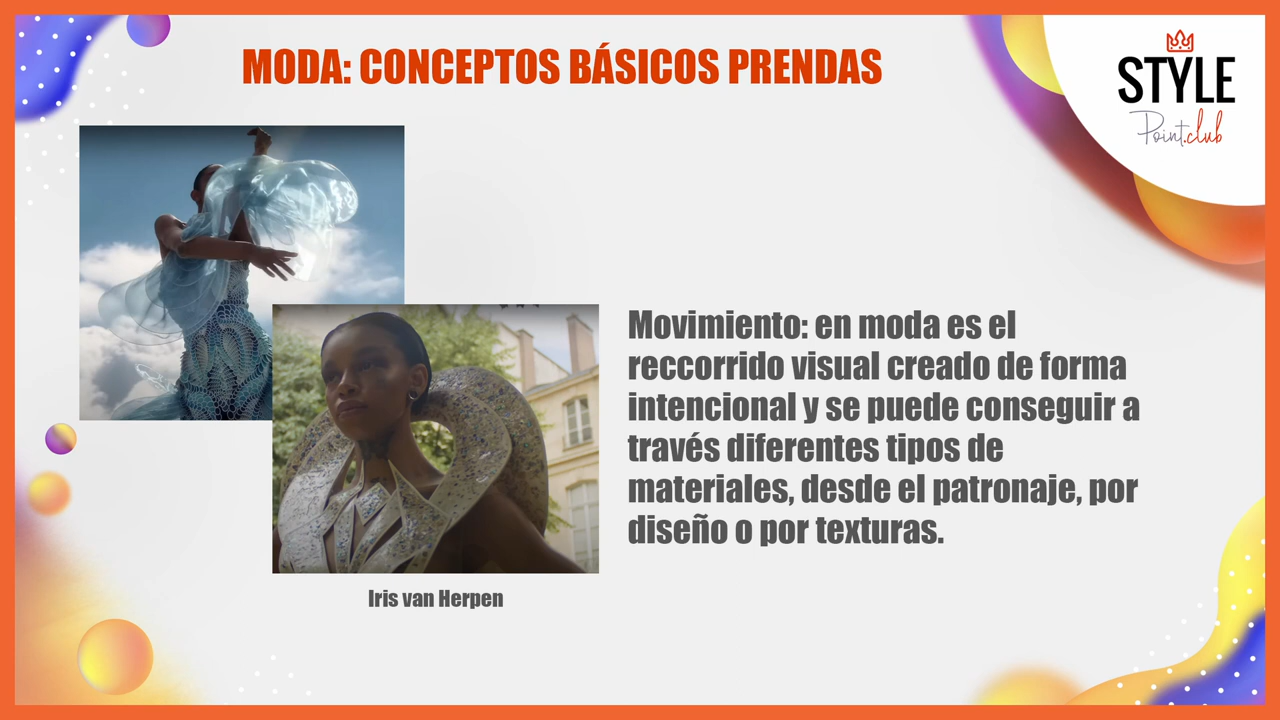 MODA: CONCEPTOS BÁSICOS PRENDAS
STYLE
Point.club
Movimiento: en moda es el
reccorrido visual creado de forma
intencional y se puede conseguir a
través diferentes tipos de
materiales, desde el patronaje, por
diseño o por texturas.
Iris van Herpen